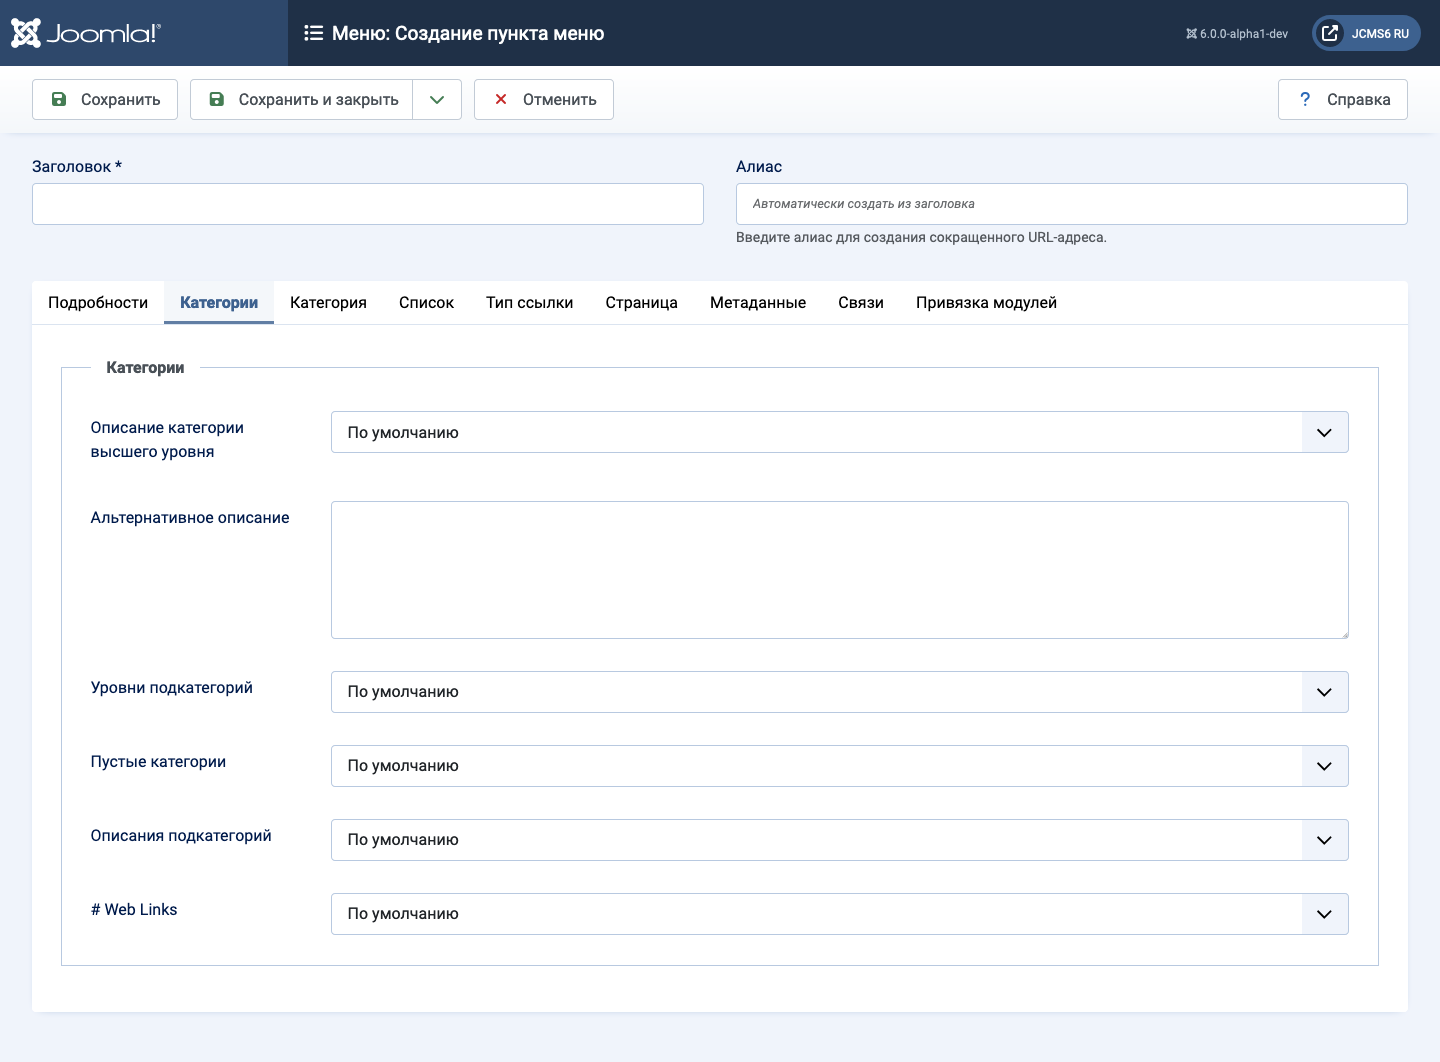 Joomla!®
Меню: Создание пункта меню
6.0.0-alpha1-dev
JCMS6 RU
Сохранить
Сохранить и закрыть
Отменить
? Справка
Заголовок *
Алиас
Автоматически создать из заголовка
Введите алиас для создания сокращенного URL-адреса.
Подробности Категории Категория Список Тип ссылки Страница Метаданные Связи Привязка модулей
Категории
Описание категории
высшего уровня
По умолчанию
Альтернативное описание
Уровни подкатегорий
По умолчанию
Пустые категории
По умолчанию
Описания подкатегорий
По умолчанию
# Web Links
По умолчанию